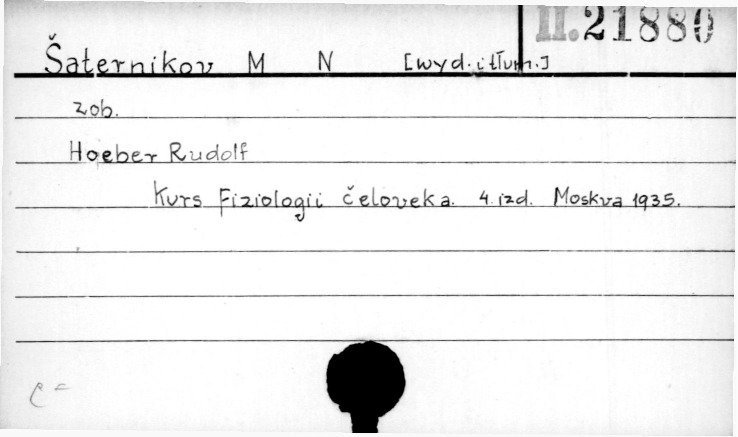 II.21880
Šaternikov M N [wyd. i tłum.]
zob.
Hoeber Rudolf
Kurs Fiziologii čeloveka. 4. izd. Moskva 1935.